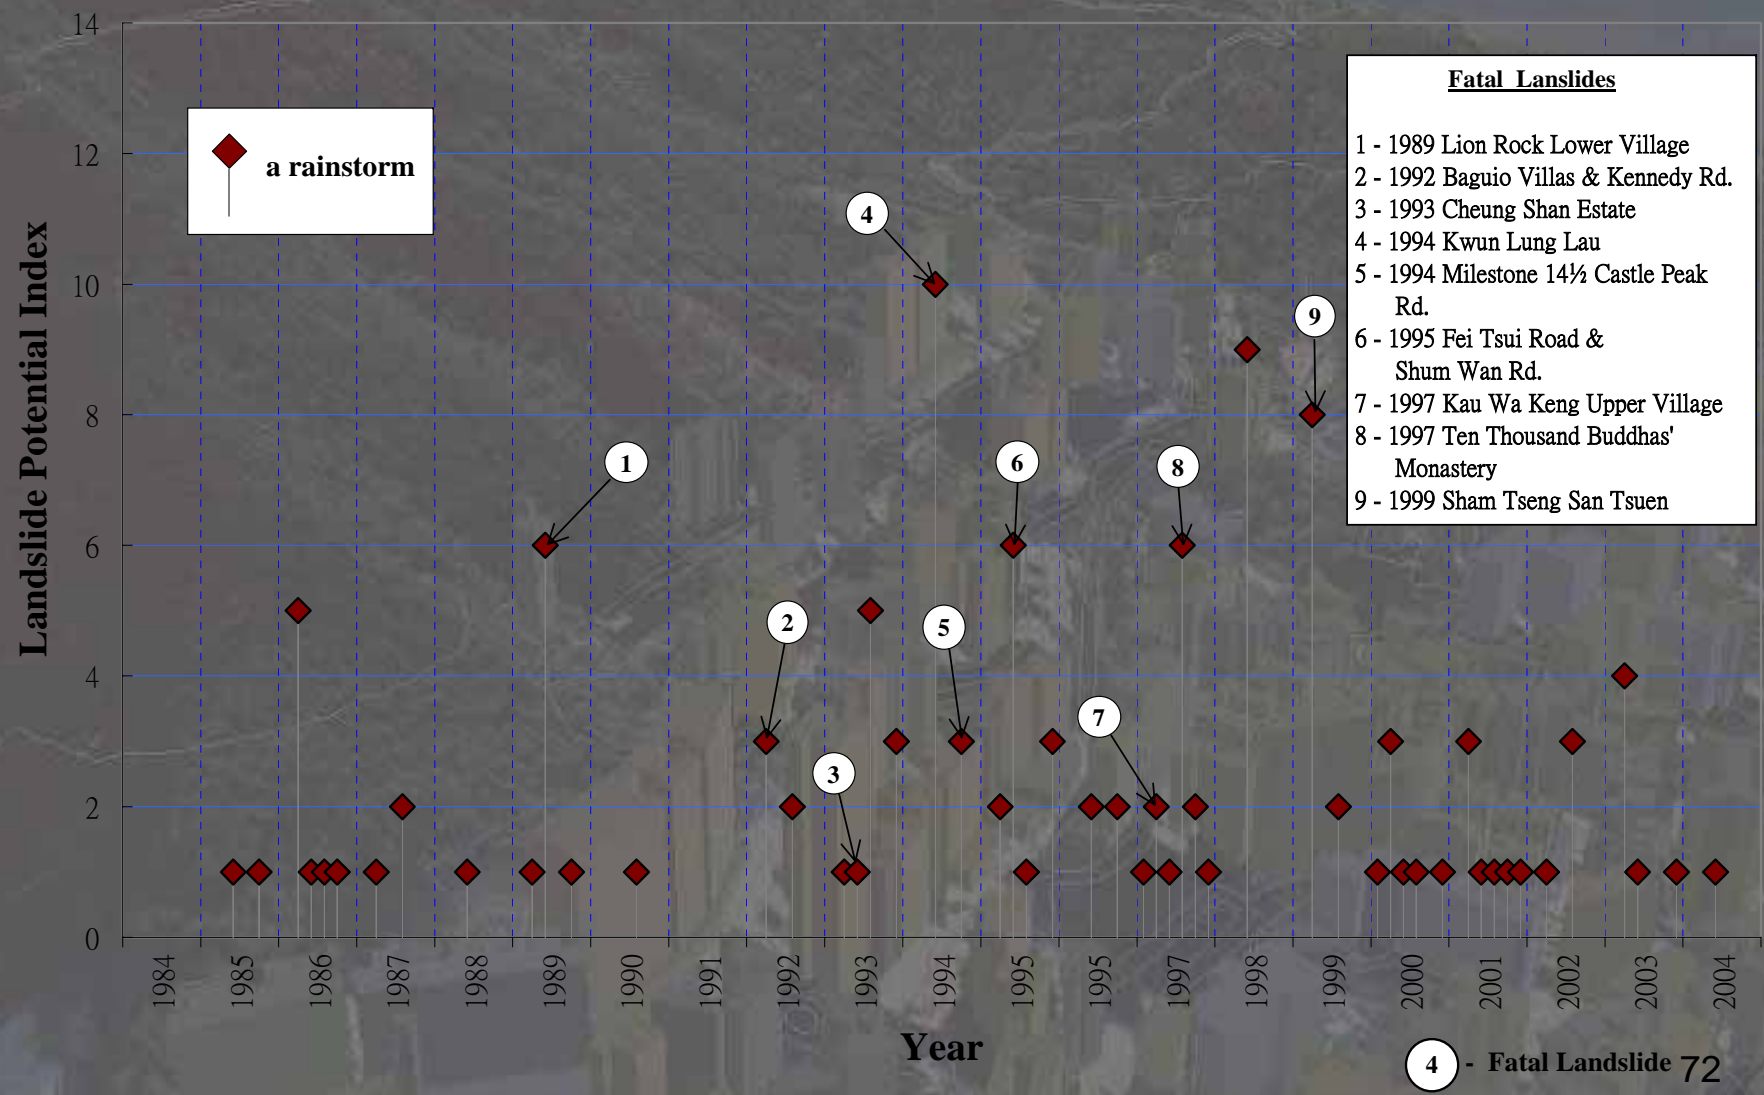 14
12
10
8
6
4
2
0
Landslide Potential Index
a rainstorm
Fatal Lanslides
1 - 1989 Lion Rock Lower Village
2 - 1992 Baguio Villas & Kennedy Rd.
3 - 1993 Cheung Shan Estate
4 - 1994 Kwun Lung Lau
5 - 1994 Milestone 14½ Castle Peak
Rd.
6 - 1995 Fei Tsui Road &
Shum Wan Rd.
7 - 1997 Kau Wa Keng Upper Village
8 - 1997 Ten Thousand Buddhas'
Monastery
9 - 1999 Sham Tseng San Tsuen
4
9
1
6
8
2
5
7
3
1984 1985 1986 1987 1988 1989 1990 1991 1992 1993 1994 1995 1995 1997 1998 1999 2000 2001 2002 2003 2004
Year
4 - Fatal Landslide 72